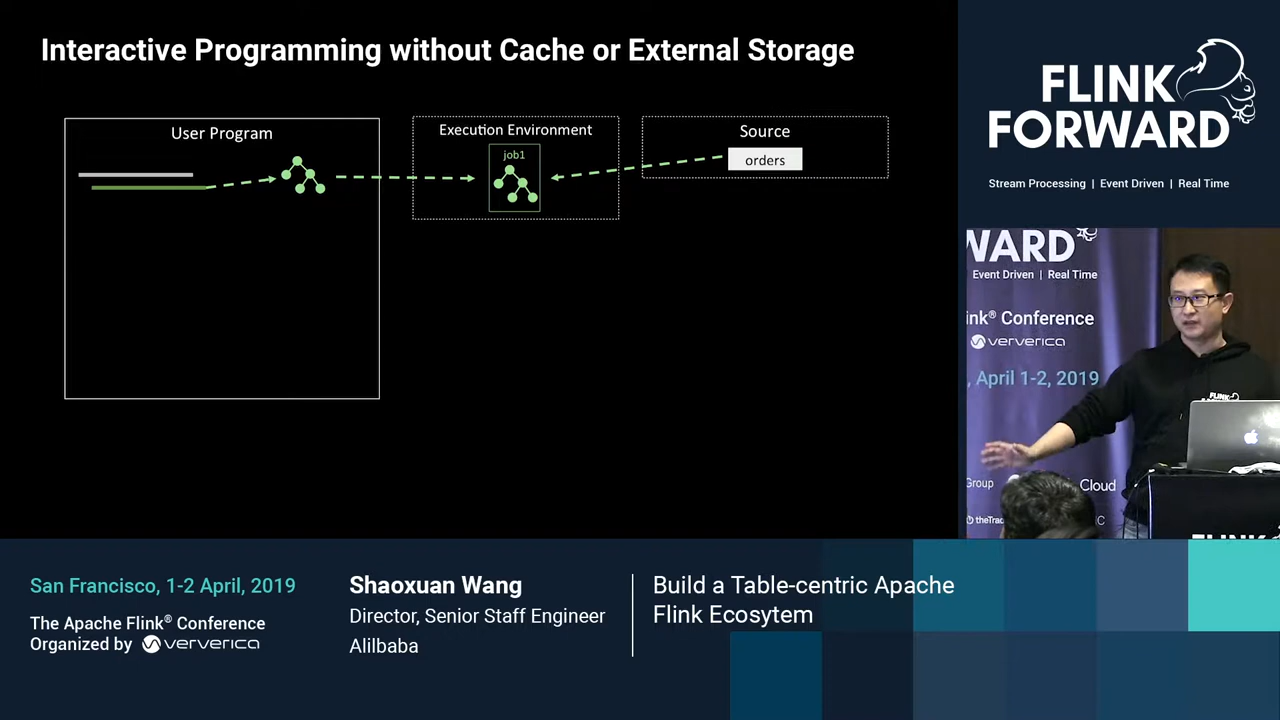 Interactive Programming without Cache or External Storage
User Program
Execution Environment
job1
Source
orders
FLINK
FORWARD
Stream Processing | Event Driven | Real Time
WARD
Event Driven | Real Time
ink® Conference
ververica
, April 1-2, 2019
FLINK
Group
Cloud
theTrad
C
San Francisco, 1-2 April, 2019
The Apache Flink® Conference
Organized by ververica
Shaoxuan Wang
Director, Senior Staff Engineer
Alilbaba
Build a Table-centric Apache
Flink Ecosytem